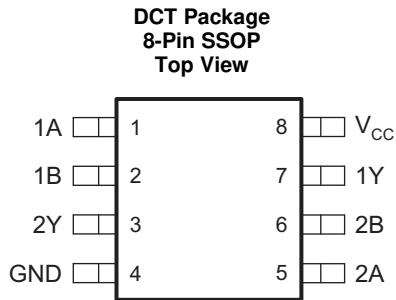 DCT Package
8-Pin SSOP
Top View
1A 1 8 VCC
1B 2 7 1Y
2Y 3 6 2B
GND 4 5 2A